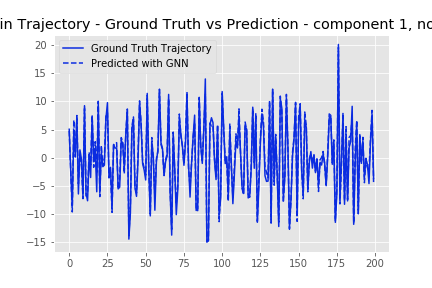 in Trajectory - Ground Truth vs Prediction - component 1, no
Ground Truth Trajectory
Predicted with GNN
20
15
10
5
0
−5
−10
−15
0 25 50 75 100 125 150 175 200